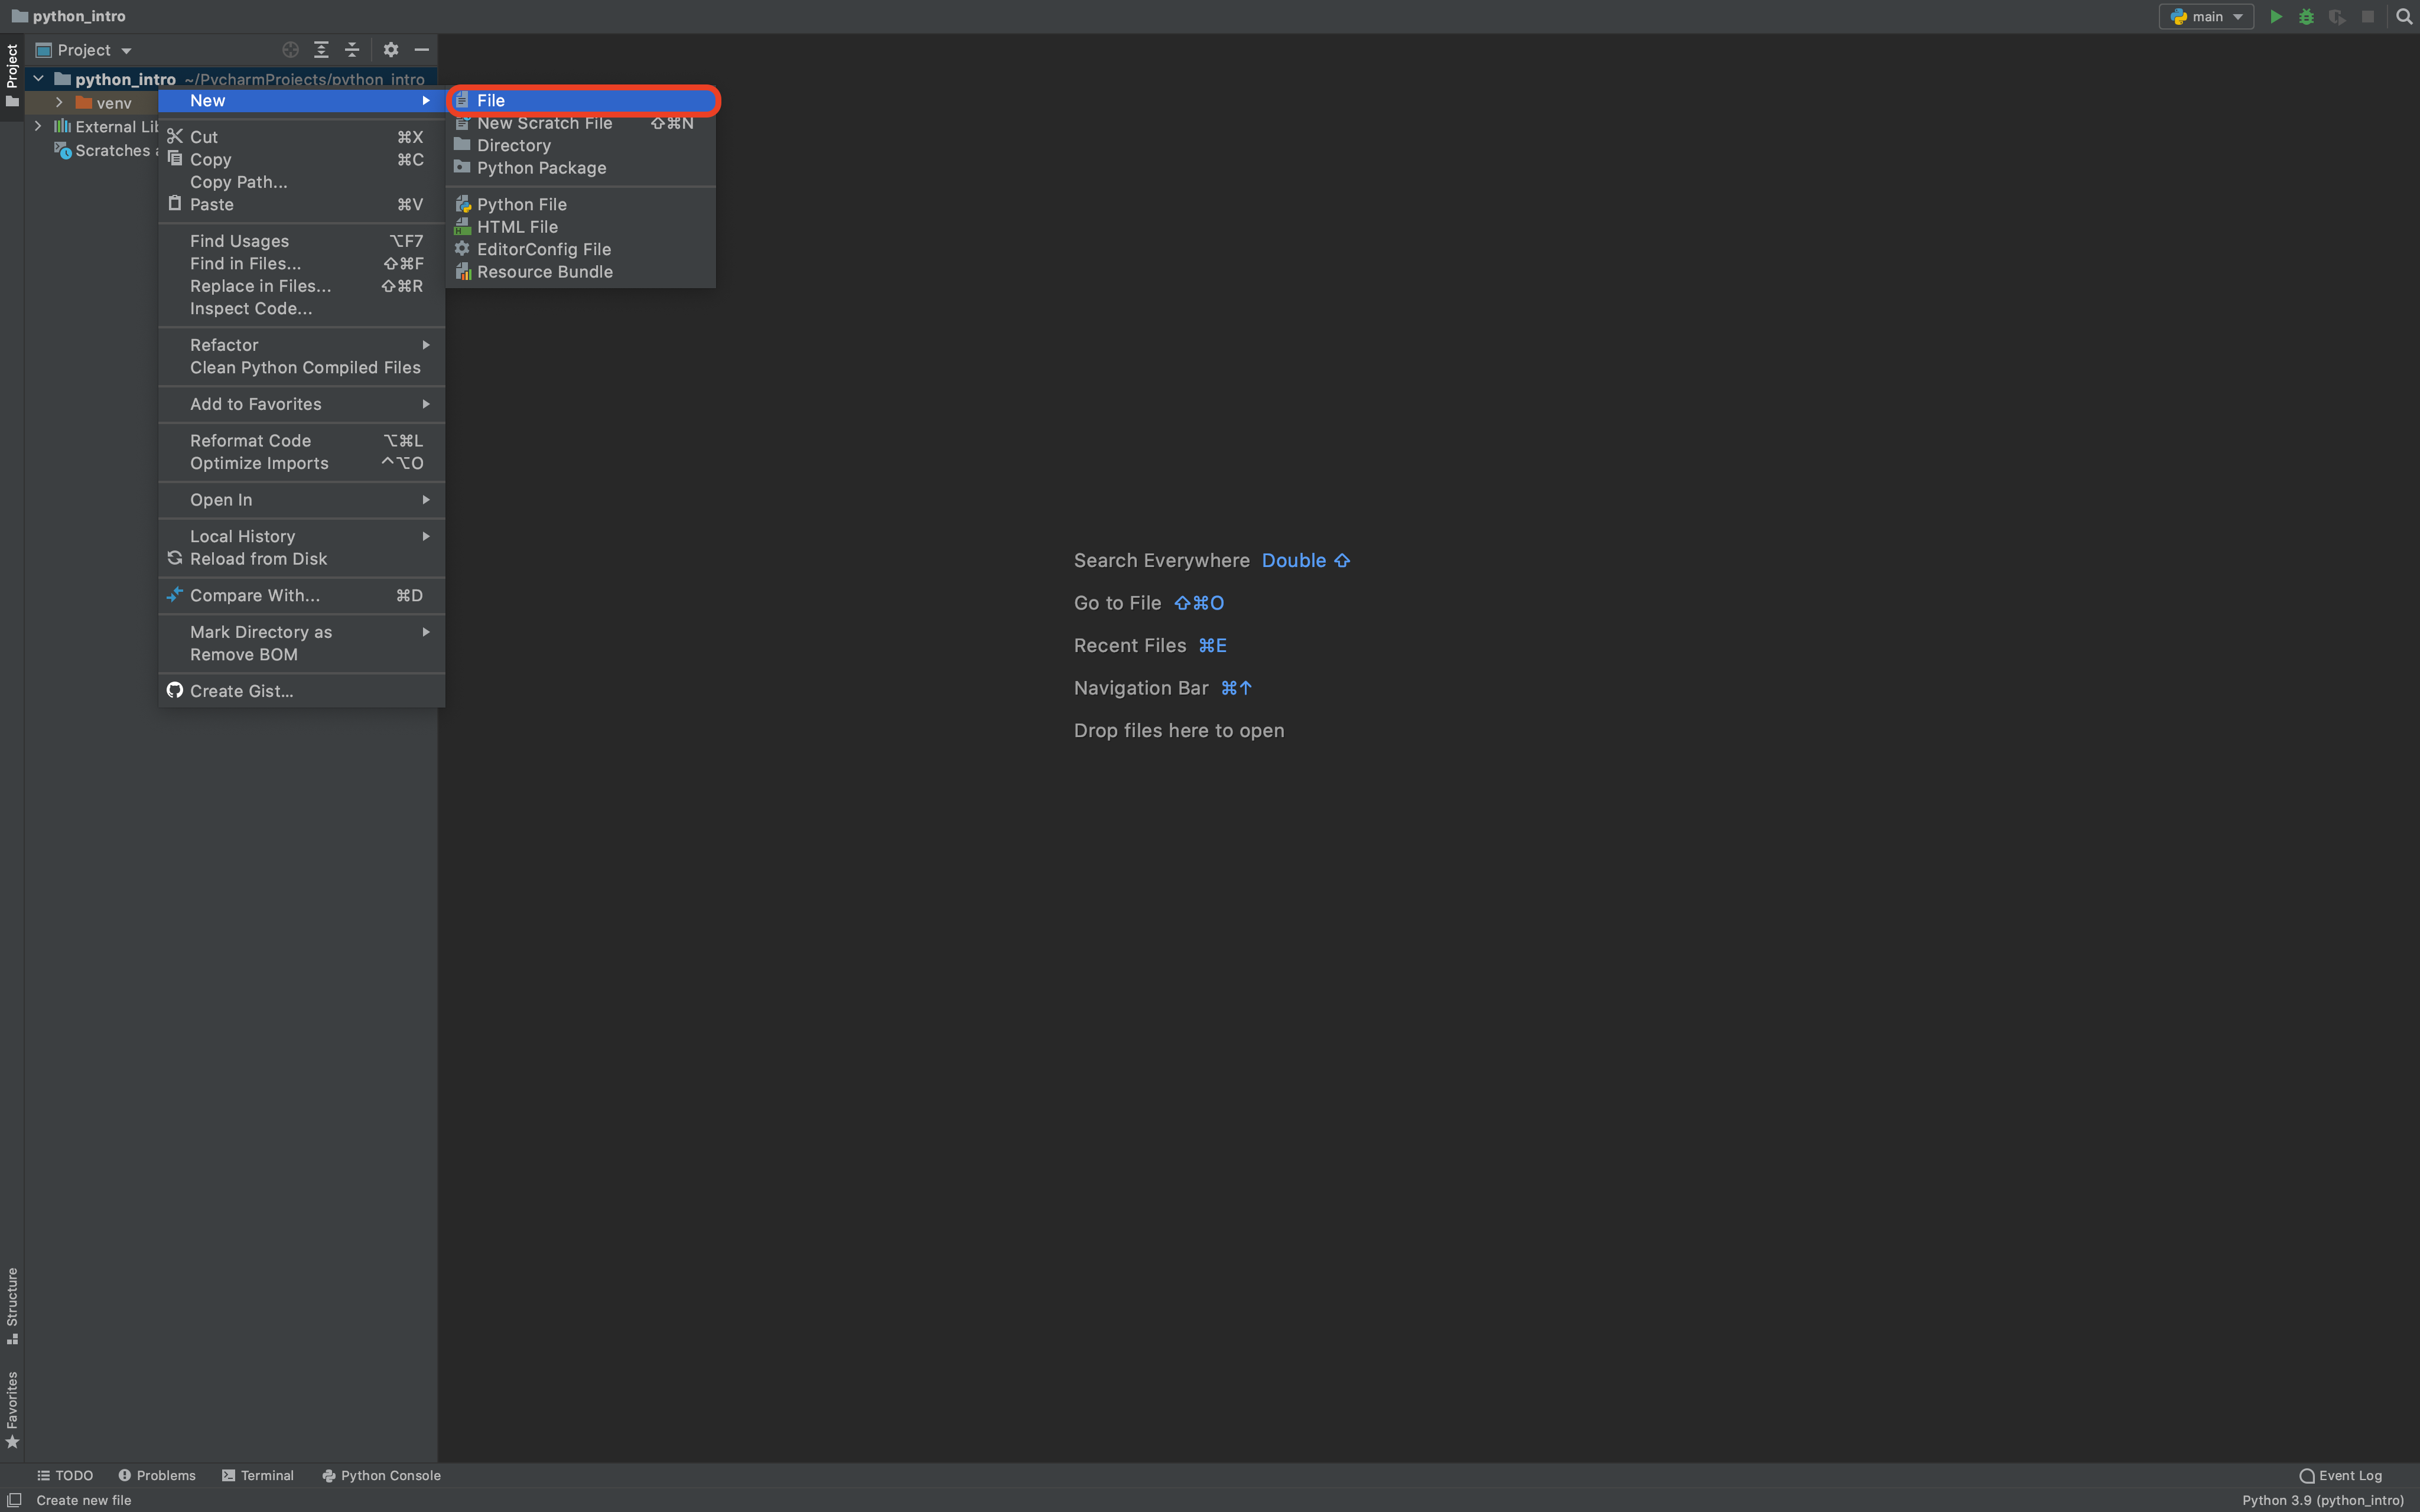 python_intro
main
Project
Project
python_intro ~/PycharmProjects/python_intro
venv
External Lib
Scratches a
New
Cut ⌘X
Copy ⌘C
Copy Path...
Paste ⌘V
Find Usages ⌥F7
Find in Files... ⇧⌘F
Replace in Files... ⇧⌘R
Inspect Code...
Refactor
Clean Python Compiled Files
Add to Favorites
Reformat Code ⌥⌘L
Optimize Imports ^⌥O
Open In
Local History
Reload from Disk
Compare With... ⌘D
Mark Directory as
Remove BOM
Create Gist...
File
New Scratch File ⇧⌘N
Directory
Python Package
Python File
HTML File
EditorConfig File
Resource Bundle
Search Everywhere Double ⇧
Go to File ⇧⌘O
Recent Files ⌘E
Navigation Bar ⌘↑
Drop files here to open
Structure
Favorites
TODO
Problems
Terminal
Python Console
Event Log
Create new file
Python 3.9 (python_intro)